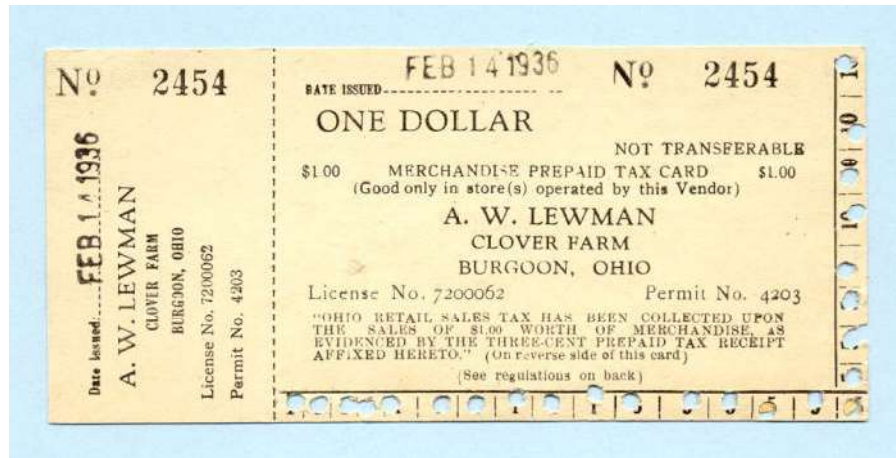 No 2454
Date Issued: FEB 14 1936
A. W. LEWMAN
CLOVER FARM
BURGOON, OHIO
License No. 7200062
Permit No. 4203
DATE ISSUED FEB 14 1936 No 2454
ONE DOLLAR
NOT TRANSFERABLE
$1.00 MERCHANDISE PREPAID TAX CARD $1.00
(Good only in store(s) operated by this Vendor)
A. W. LEWMAN
CLOVER FARM
BURGOON, OHIO
License No. 7200062 Permit No. 4203
"OHIO RETAIL SALES TAX HAS BEEN COLLECTED UPON
THE SALES OF $1.00 WORTH OF MERCHANDISE, AS
EVIDENCED BY THE THREE-CENT PREPAID TAX RECEIPT
AFFIXED HERETO." (On reverse side of this card)
(See regulations on back)